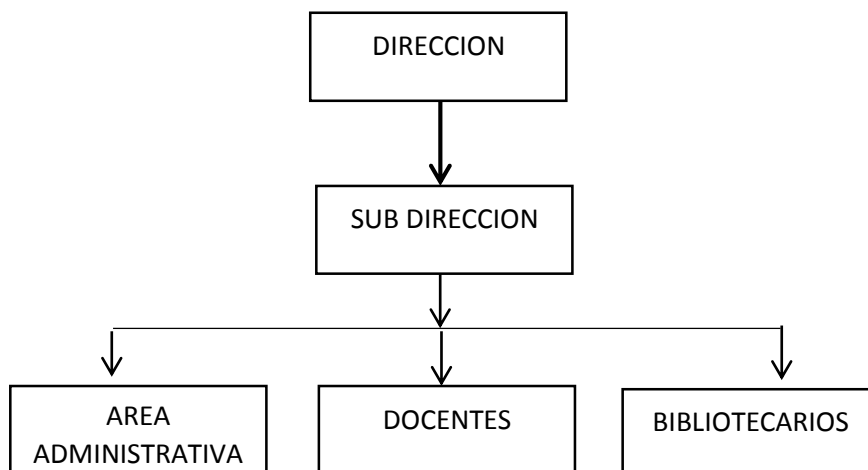 DIRECCION
SUB DIRECCION
AREA
ADMINISTRATIVA
DOCENTES
BIBLIOTECARIOS